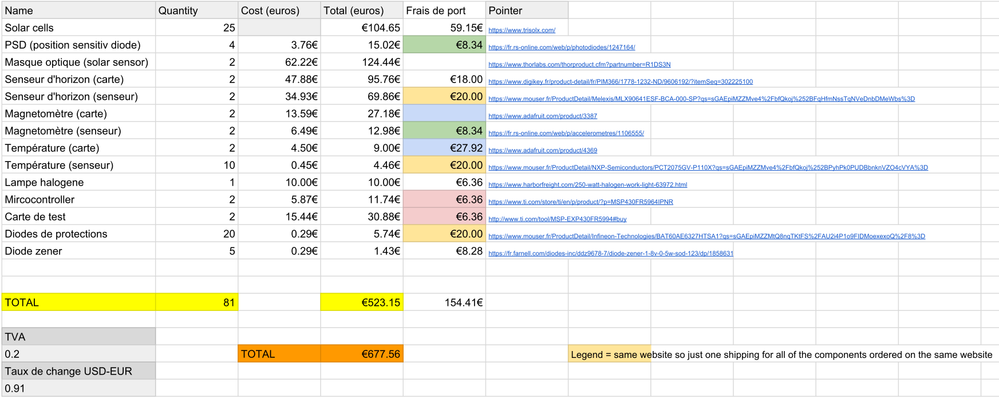 Name Quantity Cost (euros) Total (euros) Frais de port Pointer
Solar cells 25 €104.65 59.15€ https://www.trisolx.com/
PSD (position sensitiv diode) 4 3.76€ 15.02€ €8.34 https://fr.rs-online.com/web/p/photodiodes/1247164/
Masque optique (solar sensor) 2 62.22€ 124.44€ https://www.thorlabs.com/thorproduct.cfm?partnumber=R1DS3N
Senseur d'horizon (carte) 2 47.88€ 95.76€ €18.00 https://www.digikey.fr/product-detail/fr/PIM366/1778-1232-ND/9606192/?itemSeq=302225100
Senseur d'horizon (senseur) 2 34.93€ 69.86€ €20.00 https://www.mouser.fr/ProductDetail/Melexis/MLX90641ESF-BCA-000-SP?qs=sGAEpiMZZMve4%2FbfQkoj%252BFqHfmNssTqNVeDnbDMeWbs%3D
Magnetomètre (carte) 2 13.59€ 27.18€ https://www.adafruit.com/product/3387
Magnetomètre (senseur) 2 6.49€ 12.98€ €8.34 https://fr.rs-online.com/web/p/accelerometres/1106555/
Température (carte) 2 4.50€ 9.00€ €27.92 https://www.adafruit.com/product/4369
Température (senseur) 10 0.45€ 4.46€ €20.00 https://www.mouser.fr/ProductDetail/NXP-Semiconductors/PCT2075GV-P110X?qs=sGAEpiMZZMve4%2FbfQkoj%252BPyhPk0PUDBbnknVZO4cVYA%3D
Lampe halogene 1 10.00€ 10.00€ €6.36 https://www.harborfreight.com/250-watt-halogen-work-light-63972.html
Mircocontroller 2 5.87€ 11.74€ €6.36 https://www.ti.com/store/ti/en/p/product/?p=MSP430FR5964IPNR
Carte de test 2 15.44€ 30.88€ €6.36 http://www.ti.com/tool/MSP-EXP430FR5994#buy
Diodes de protections 20 0.29€ 5.74€ €20.00 https://www.mouser.fr/ProductDetail/Infineon-Technologies/BAT60AE6327HTSA1?qs=sGAEpiMZZMtQ8nqTKtFS%2FAU2i4P1o9FIDMoexexoQ%2F8%3D
Diode zener 5 0.29€ 1.43€ €8.28 https://fr.farnell.com/diodes-inc/ddz9678-7/diode-zener-1-8v-0-5w-sod-123/dp/1858631
TOTAL 81 €523.15 154.41€
TVA
0.2 TOTAL €677.56 Legend = same website so just one shipping for all of the components ordered on the same website
Taux de change USD-EUR
0.91